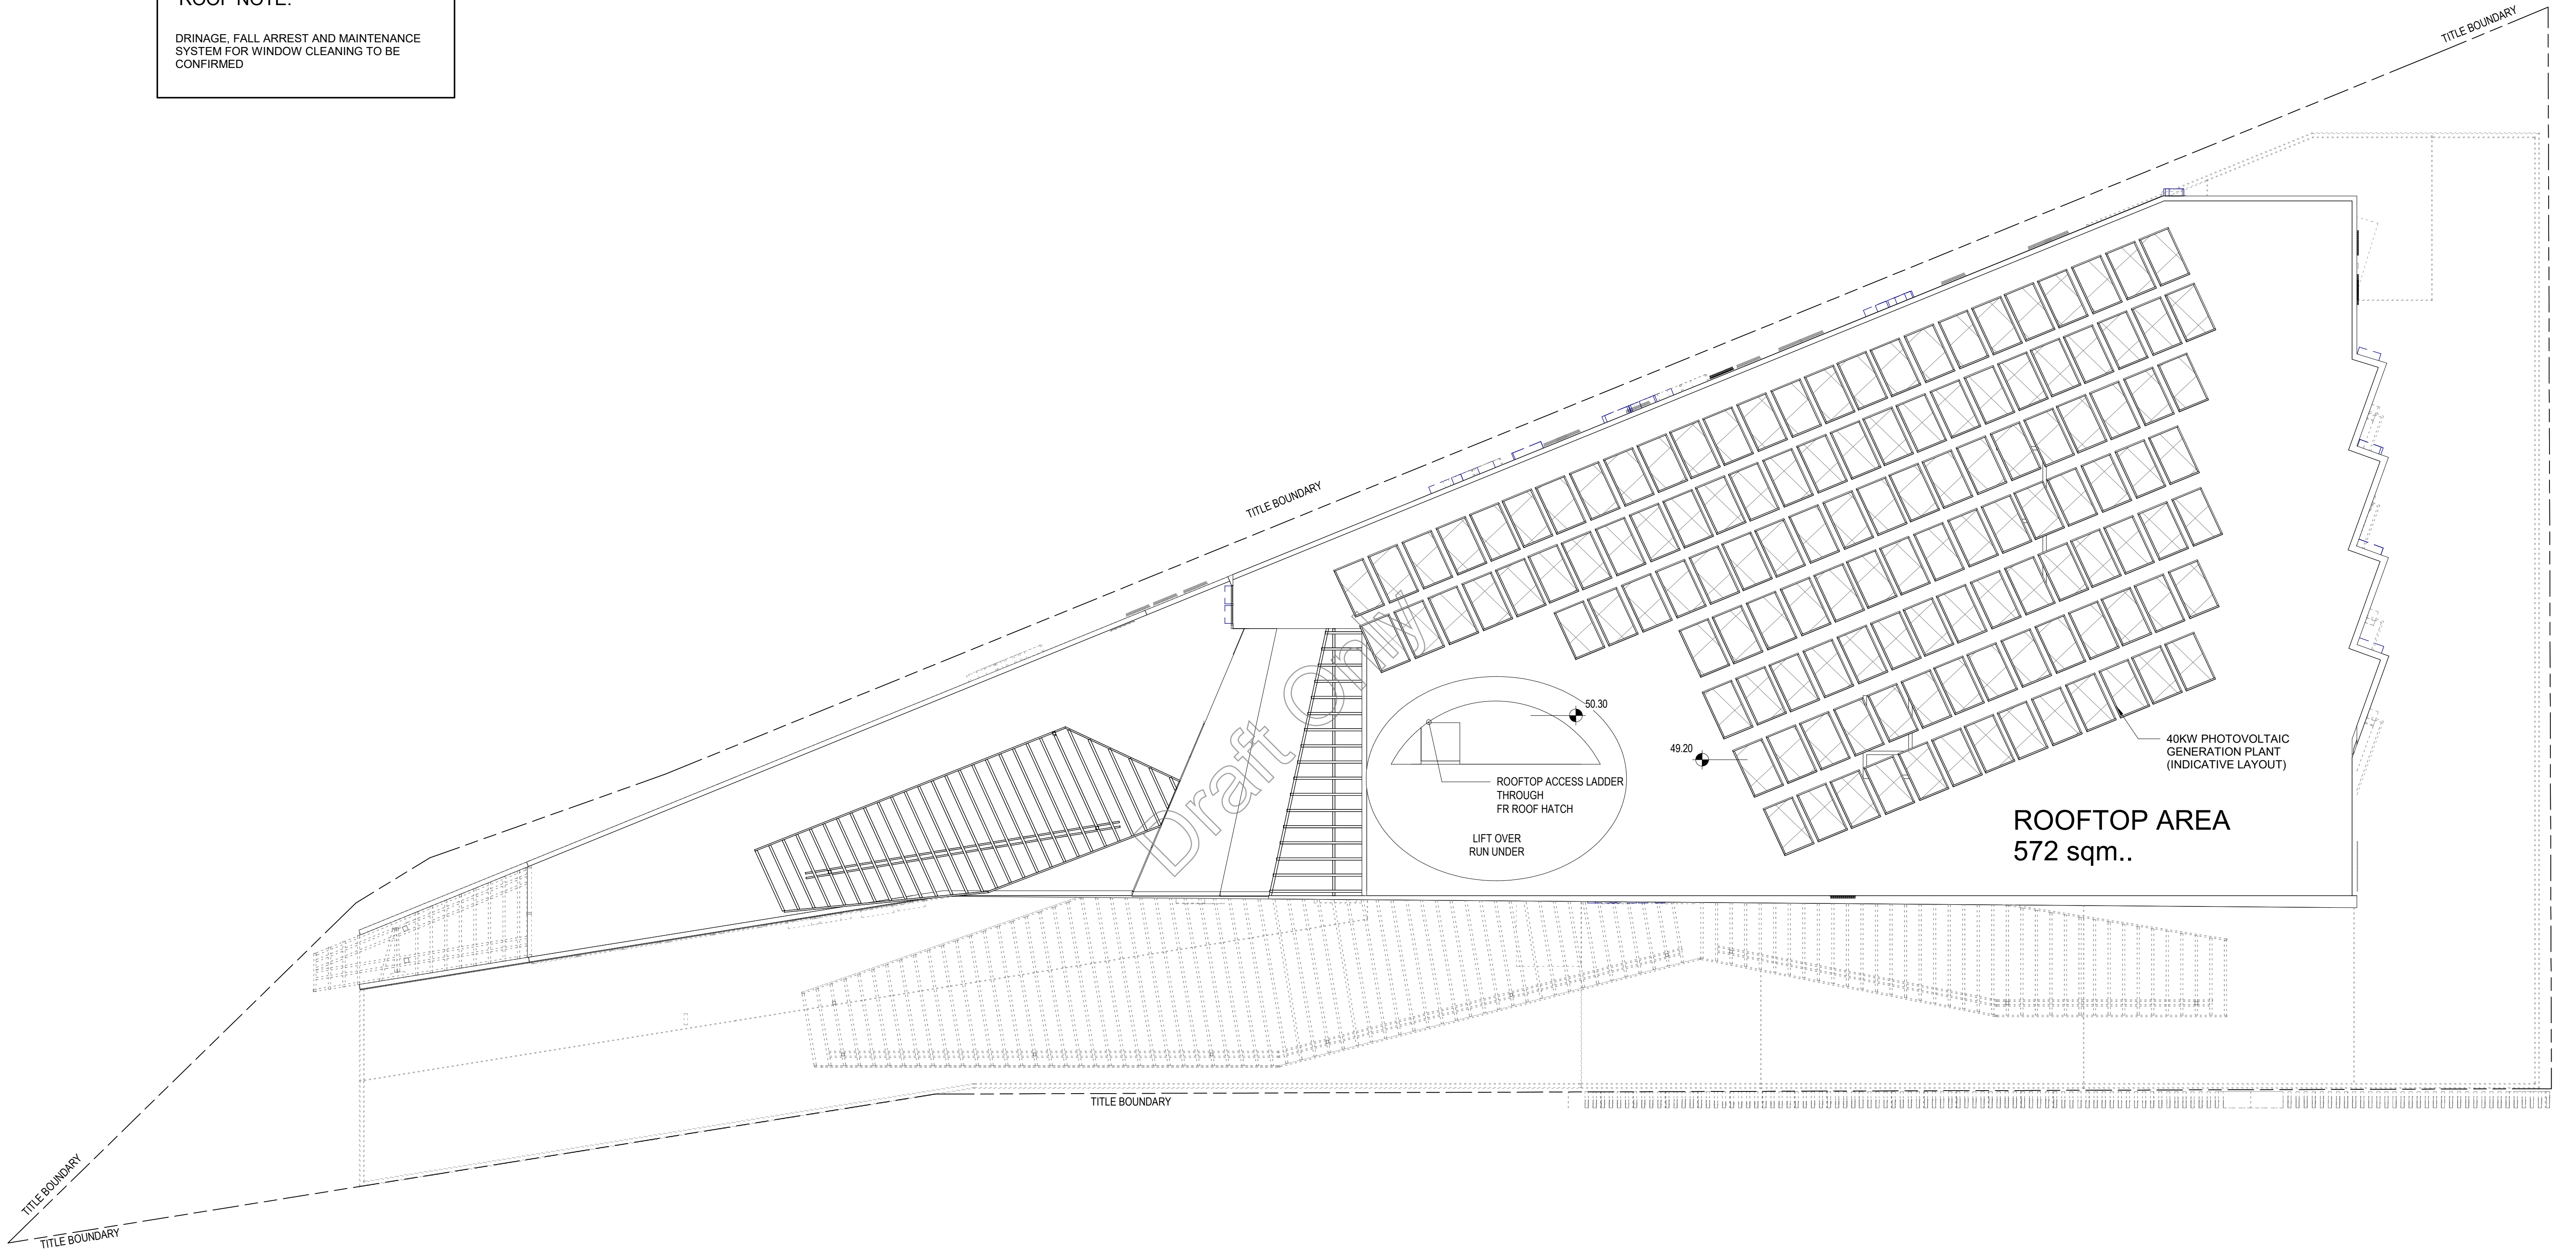 ROOF NOTE:
DRINAGE, FALL ARREST AND MAINTENANCE
SYSTEM FOR WINDOW CLEANING TO BE
CONFIRMED
TITLE BOUNDARY
TITLE BOUNDARY
Draft Only
50.30
49.20
ROOFTOP ACCESS LADDER
THROUGH
FR ROOF HATCH
LIFT OVER
RUN UNDER
40KW PHOTOVOLTAIC
GENERATION PLANT
(INDICATIVE LAYOUT)
ROOFTOP AREA
572 sqm..
TITLE BOUNDARY
TITLE BOUNDARY
TITLE BOUNDARY